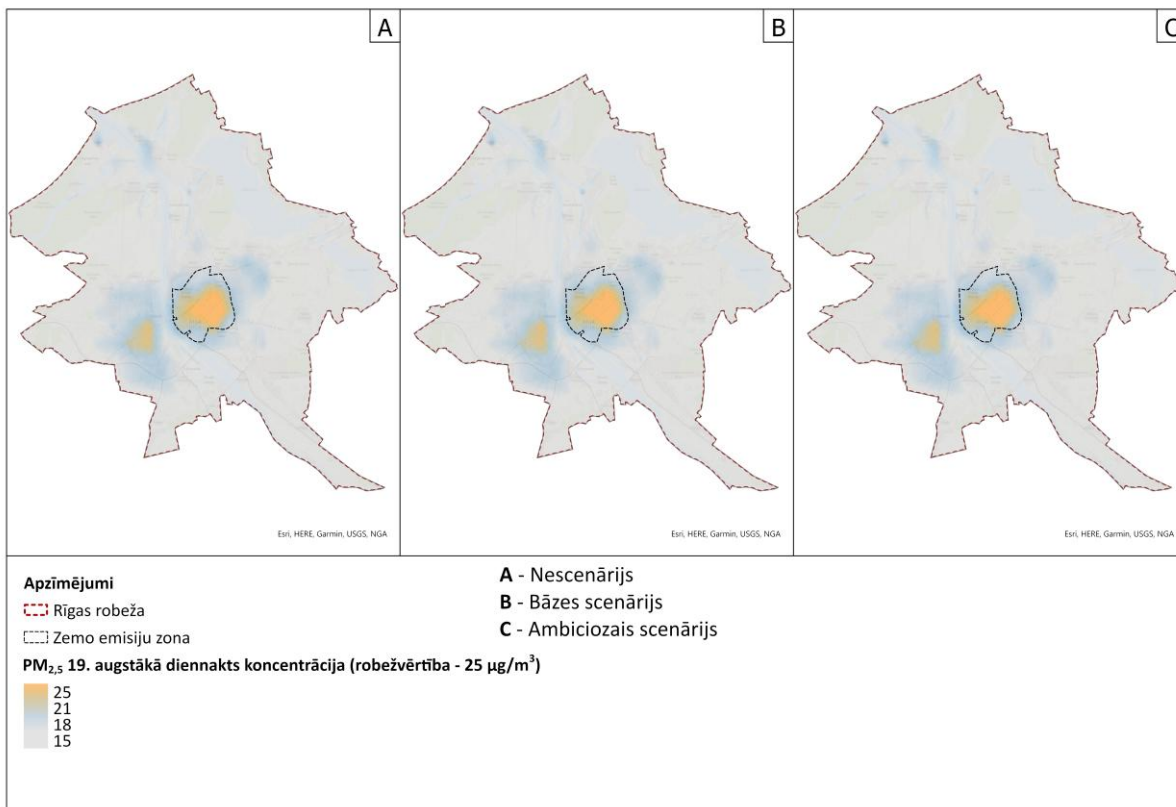 A
B
C
Esri, HERE, Garmin, USGS, NGA
Esri, HERE, Garmin, USGS, NGA
Esri, HERE, Garmin, USGS, NGA
Apzīmējumi
Rīgas robeža
Zemo emisiju zona
PM2,5 19. augstākā diennakts koncentrācija (robežvērtība - 25 µg/m³)
25
21
18
15
A - Nescenārijs
B - Bāzes scenārijs
C - Ambiciozais scenārijs